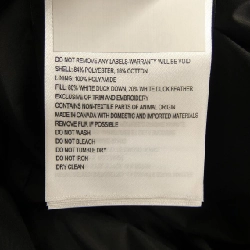 DO NOT REMOVE ANY LABELS-WARRANTY WILL BE VOID
SHELL: 84% POLYESTER, 16% COTTON
LINING: 100% POLYAMIDE
FILL: 80% WHITE DUCK DOWN, 20% WHITE DUCK FEATHER
EXCLUSIVE OF TRIM AND EMBROIDERY
CONTAINS NON-TEXTILE PARTS OF ANIMAL ORIGIN
MADE IN CANADA WITH DOMESTIC AND IMPORTED MATERIALS
REMOVE FUR IF POSSIBLE
DO NOT WASH
DO NOT BLEACH
DO NOT TUMBLE DRY
DO NOT IRON
DRY CLEAN